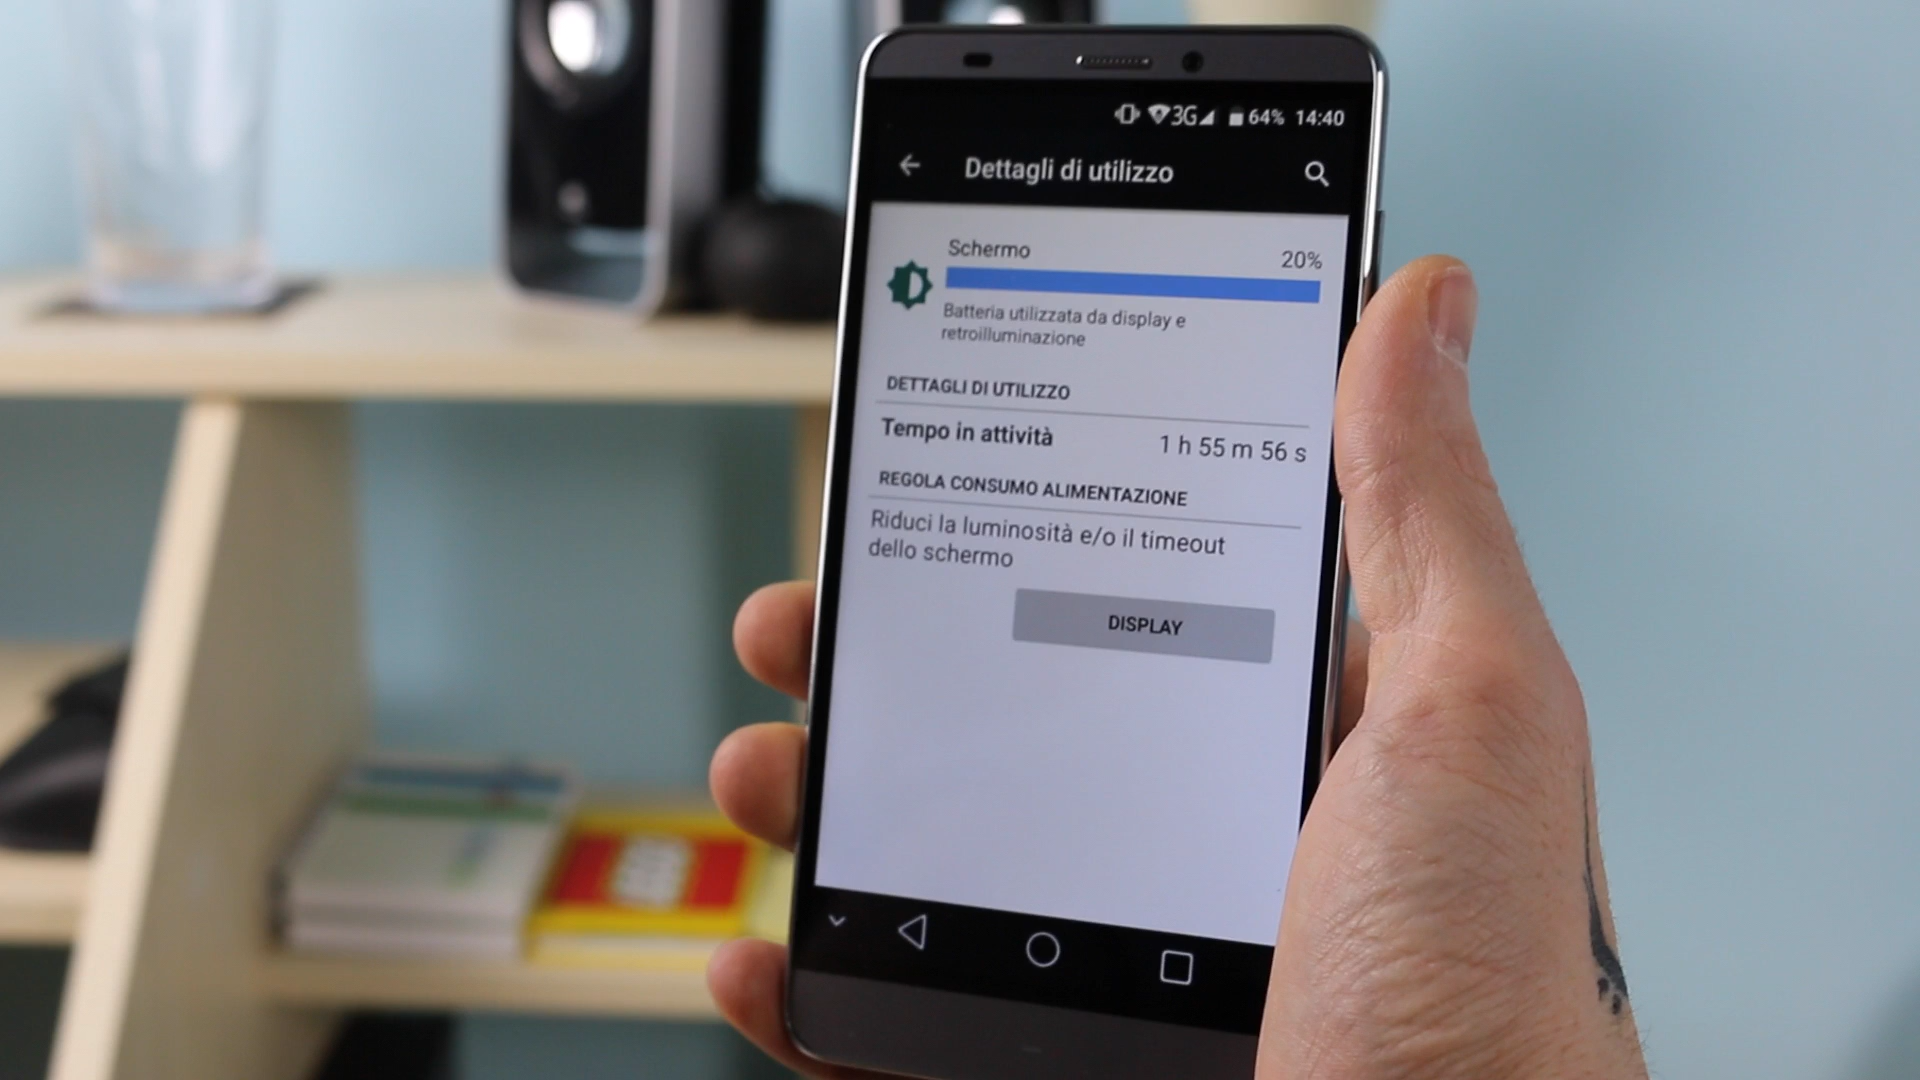 3G 64% 14:40
Dettagli di utilizzo
Schermo 20%
Batteria utilizzata da display e
retroilluminazione
DETTAGLI DI UTILIZZO
Tempo in attività 1 h 55 m 56 s
REGOLA CONSUMO ALIMENTAZIONE
Riduci la luminosità e/o il timeout
dello schermo
DISPLAY